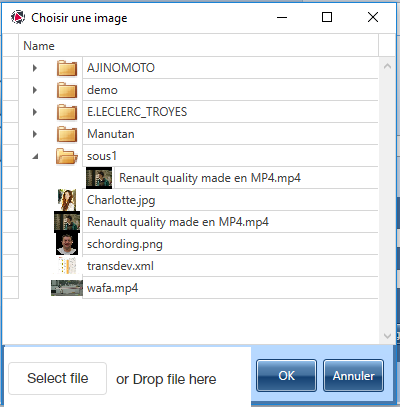 Choisir une image
Name
AJINOMOTO
demo
E.LECLERC_TROYES
Manutan
sous1
Renault quality made en MP4.mp4
Charlotte.jpg
Renault quality made en MP4.mp4
schording.png
transdev.xml
wafa.mp4
Select file or Drop file here OK Annuler